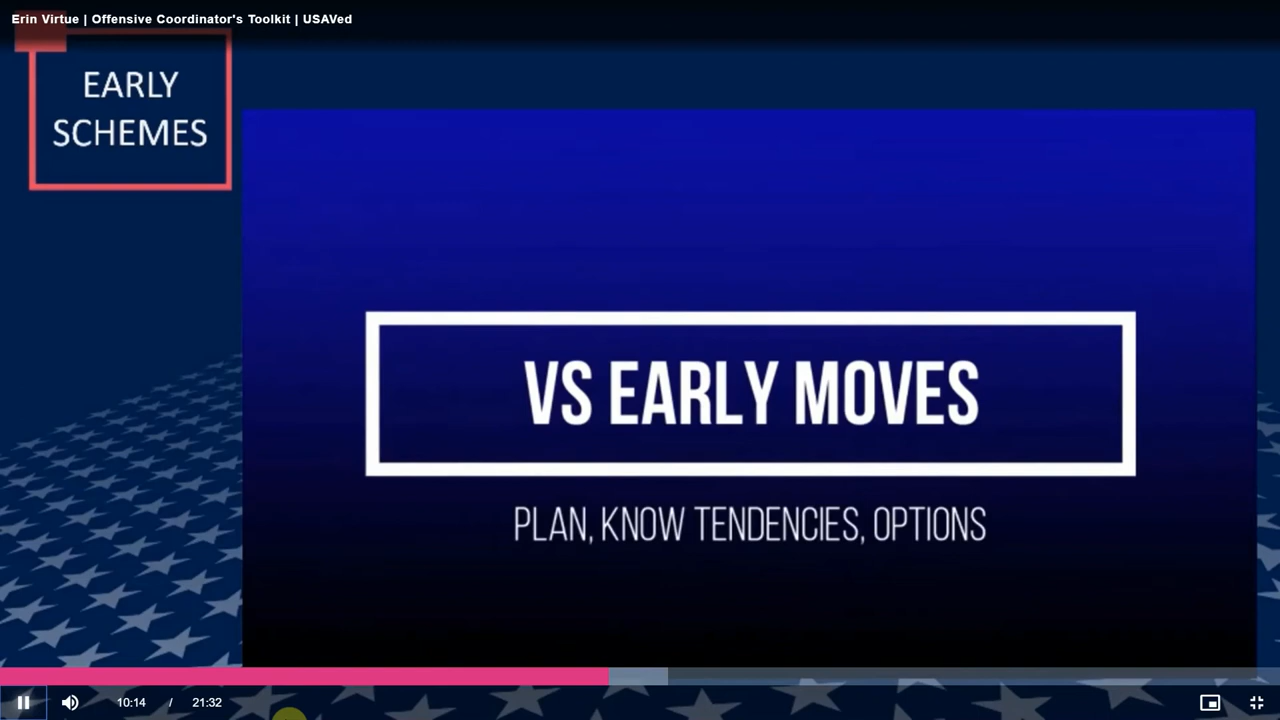 Erin Virtue | Offensive Coordinator's Toolkit | USAVed
EARLY
SCHEMES
VS EARLY MOVES
PLAN, KNOW TENDENCIES, OPTIONS
10:14 / 21:32